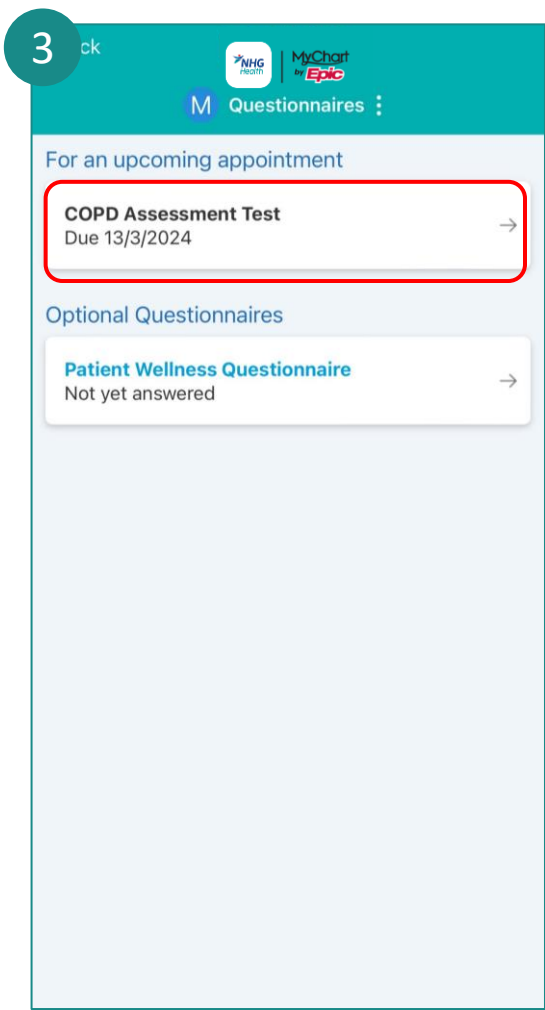 3
ck
NHG
Health
MyChart
by Epic
M Questionnaires
For an upcoming appointment
COPD Assessment Test
Due 13/3/2024
Optional Questionnaires
Patient Wellness Questionnaire
Not yet answered